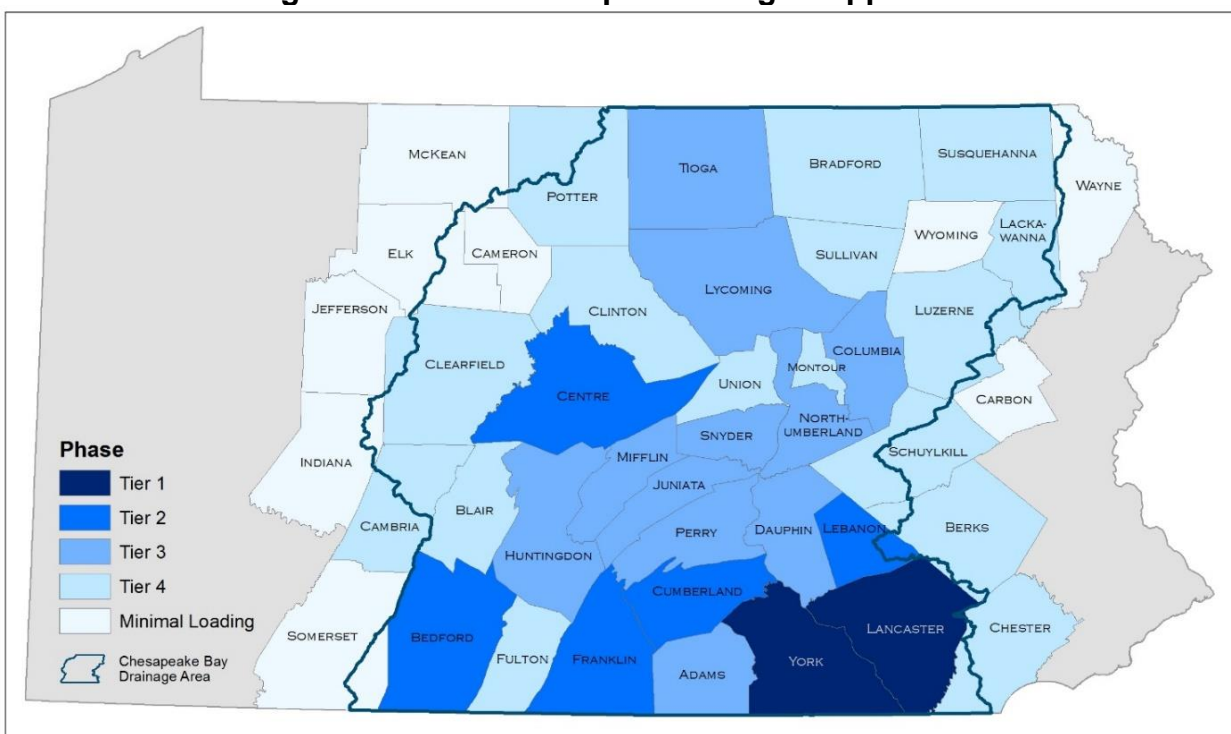 MCKEAN
TIOGA
BRADFORD
SUSQUEHANNA
POTTER
WAYNE
LACKA-
WANNA
WYOMING
ELK
CAMERON
SULLIVAN
LYCOMING
JEFFERSON
CLINTON
LUZERNE
COLUMBIA
CLEARFIELD
MONTOUR
UNION
CENTRE
CARBON
NORTH-
UMBERLAND
SNYDER
SCHUYLKILL
MIFFLIN
INDIANA
JUNIATA
BLAIR
CAMBRIA
PERRY
DAUPHIN
LEBANON
BERKS
HUNTINGDON
CUMBERLAND
LANCASTER
CHESTER
SOMERSET
BEDFORD
FULTON
FRANKLIN
ADAMS
YORK
Phase
Tier 1
Tier 2
Tier 3
Tier 4
Minimal Loading
Chesapeake Bay
Drainage Area